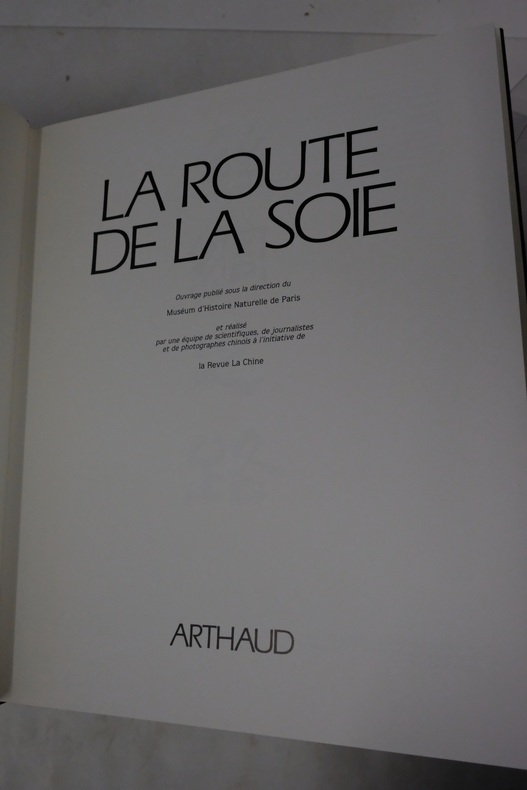 LA ROUTE
DE LA SOIE
Ouvrage publié sous la direction du
Muséum d'Histoire Naturelle de Paris
et réalisé
par une équipe de scientifiques, de journalistes
et de photographes chinois à l'initiative de
la Revue La Chine
ARTHAUD